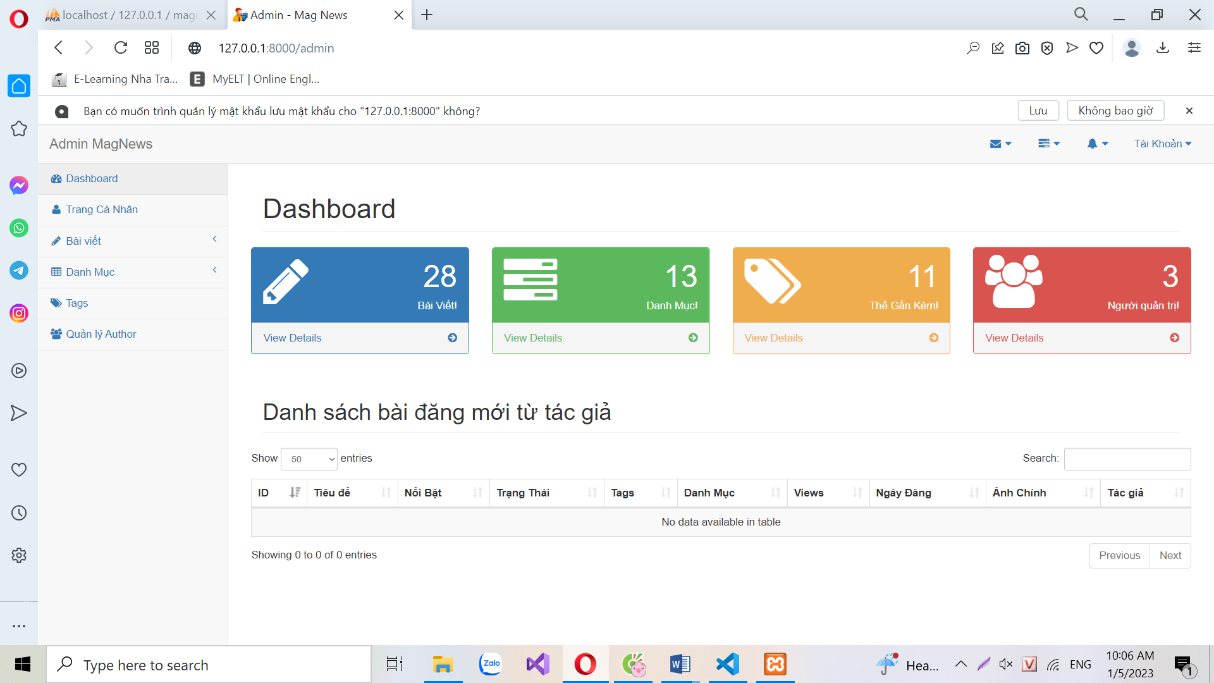 localhost / 127.0.0.1 / mag
Admin - Mag News
127.0.0.1:8000/admin
E-Learning Nha Tra...
E MyELT | Online Engl...
Bạn có muốn trình quản lý mật khẩu lưu mật khẩu cho "127.0.0.1:8000" không?
Lưu
Không bao giờ
Admin MagNews
Tài Khoản
Dashboard
Trang Cá Nhân
Bài viết
Danh Mục
Tags
Quản lý Author
Dashboard
28
Bài Viết!
View Details
13
Danh Mục!
View Details
11
Thẻ Gắn Kèm!
View Details
3
Người quản trị!
View Details
Danh sách bài đăng mới từ tác giả
Show 50 entries
Search:
ID Tiêu đề Nổi Bật Trạng Thái Tags Danh Mục Views Ngày Đăng Ảnh Chính Tác giả
No data available in table
Showing 0 to 0 of 0 entries
Previous Next
Type here to search
Zalo
Hea...
ENG
10:06 AM
1/5/2023
1